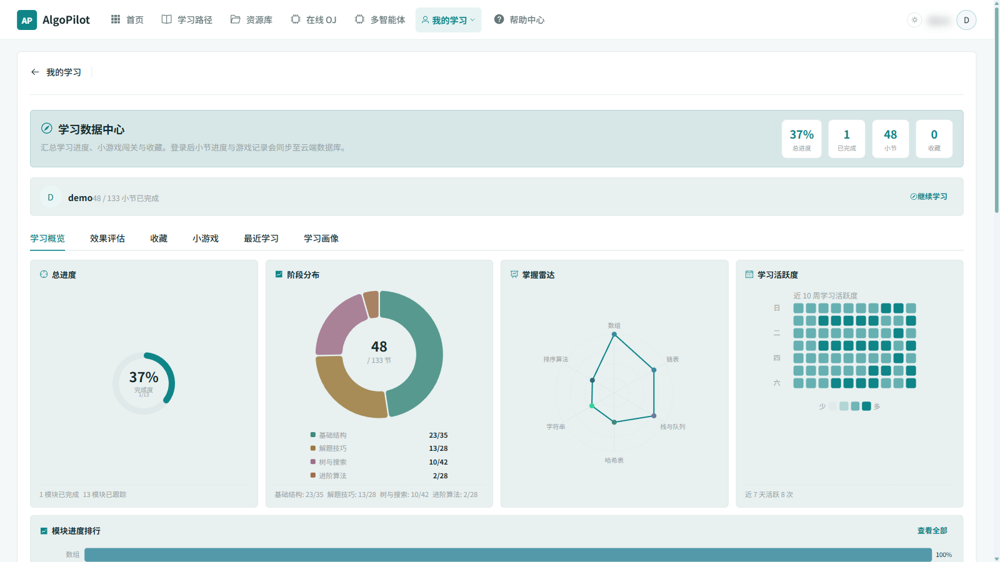 AP AlgoPilot 首页 学习路径 资源库 在线 OJ 多智能体 我的学习 帮助中心 D
我的学习
学习数据中心
汇总学习进度、小游戏闯关与收藏。登录后小节进度与游戏记录会同步至云端数据库。
37% 1 48 0
总进度 已完成 小节 收藏
D demo48 / 133 小节已完成 继续学习
学习概览 效果评估 收藏 小游戏 最近学习 学习画像
总进度
37%
完成度
1/13
1 模块已完成 13 模块已跟踪
阶段分布
48
/ 133 节
基础结构 23/35
解题技巧 13/28
树与搜索 10/42
进阶算法 2/28
基础结构: 23/35 解题技巧: 13/28 树与搜索: 10/42 进阶算法: 2/28
掌握雷达
数组
排序算法 链表
字符串 栈与队列
哈希表
学习活跃度
近 10 周学习活跃度
日
二
四
六
少 多
近 7 天活跃 8 次
模块进度排行 查看全部
数组 100%